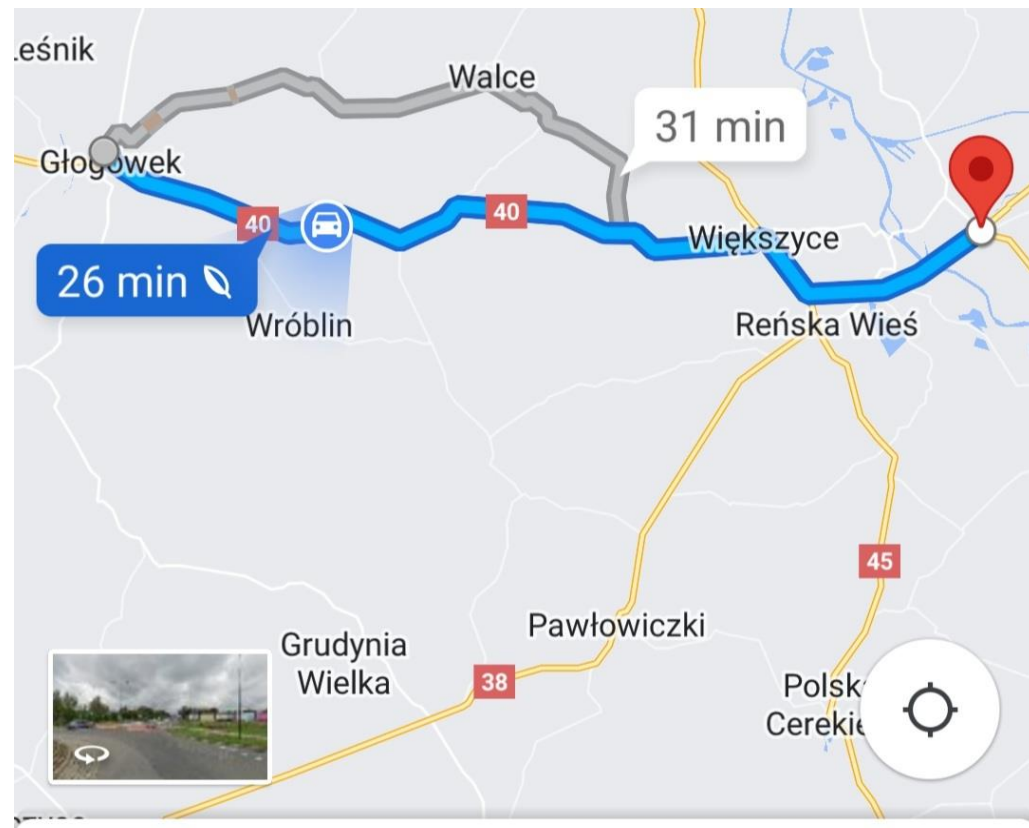 Leśnik
Walce
31 min
Głogówek
40
40
Większyce
26 min
Wróblin
Reńska Wieś
45
Pawłowiczki
Grudynia
Wielka
38
Polsk
Cerekie